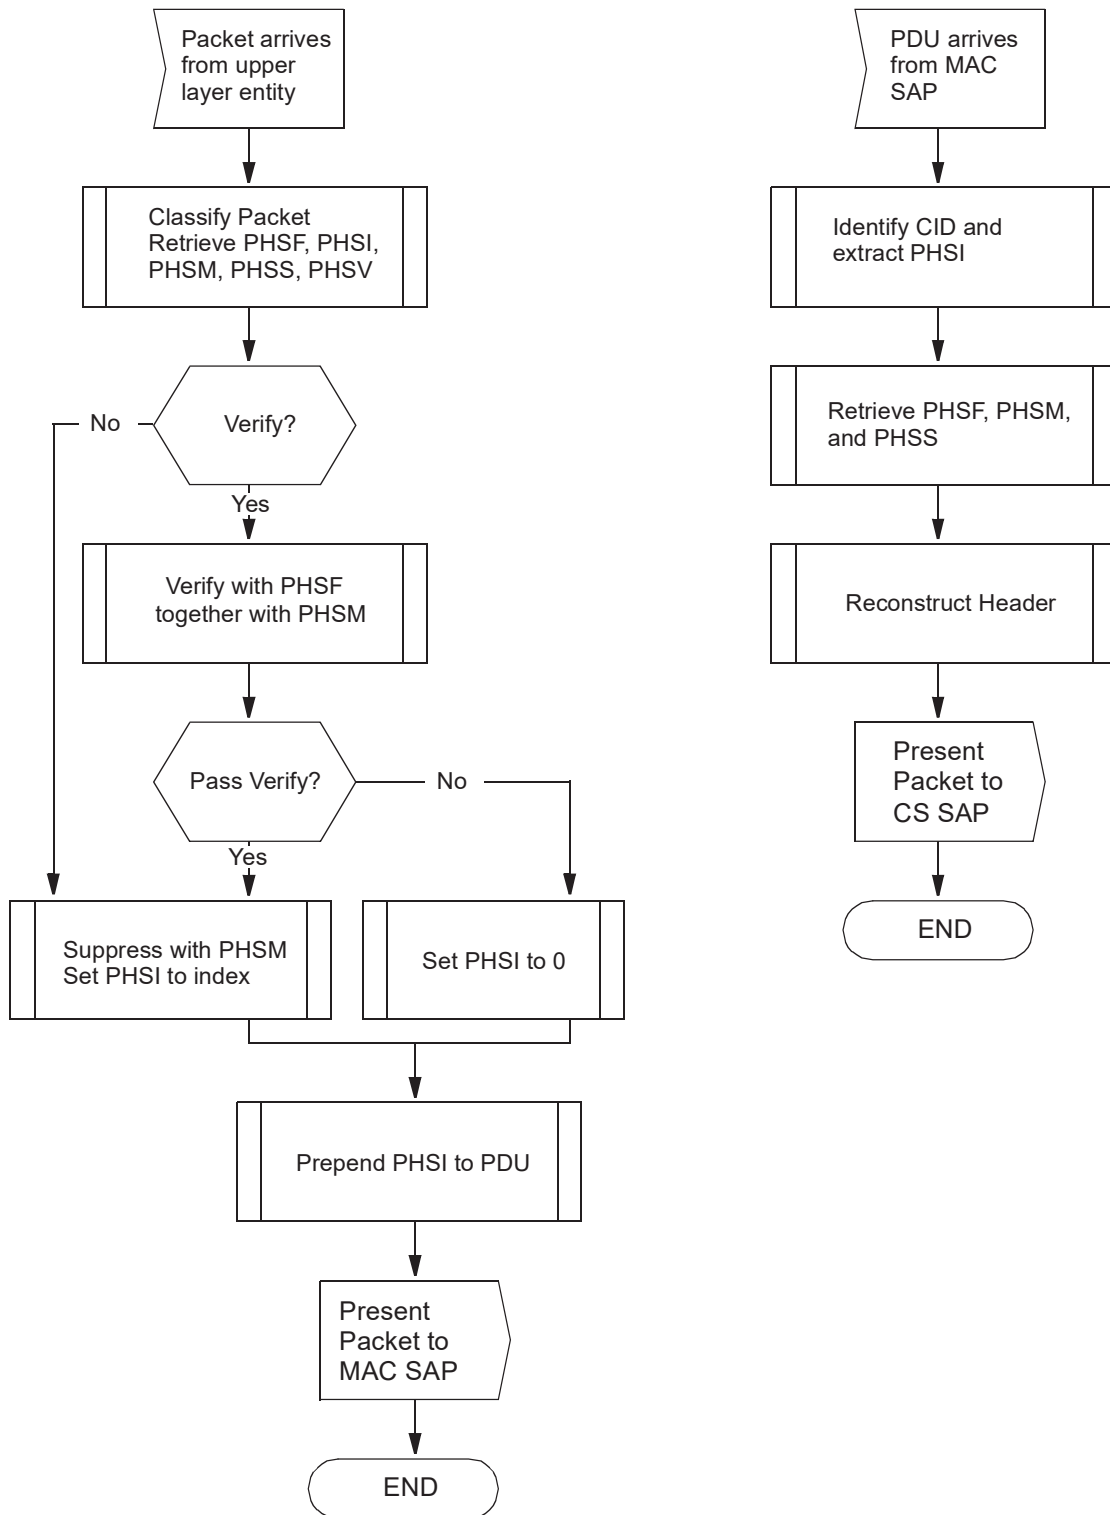 Packet arrives
from upper
layer entity
Classify Packet
Retrieve PHSF, PHSI,
PHSM, PHSS, PHSV
No
Verify?
Yes
Verify with PHSF
together with PHSM
Pass Verify?
No
Yes
Suppress with PHSM
Set PHSI to index
Set PHSI to 0
Prepend PHSI to PDU
Present
Packet to
MAC SAP
END
PDU arrives
from MAC
SAP
Identify CID and
extract PHSI
Retrieve PHSF, PHSM,
and PHSS
Reconstruct Header
Present
Packet to
CS SAP
END